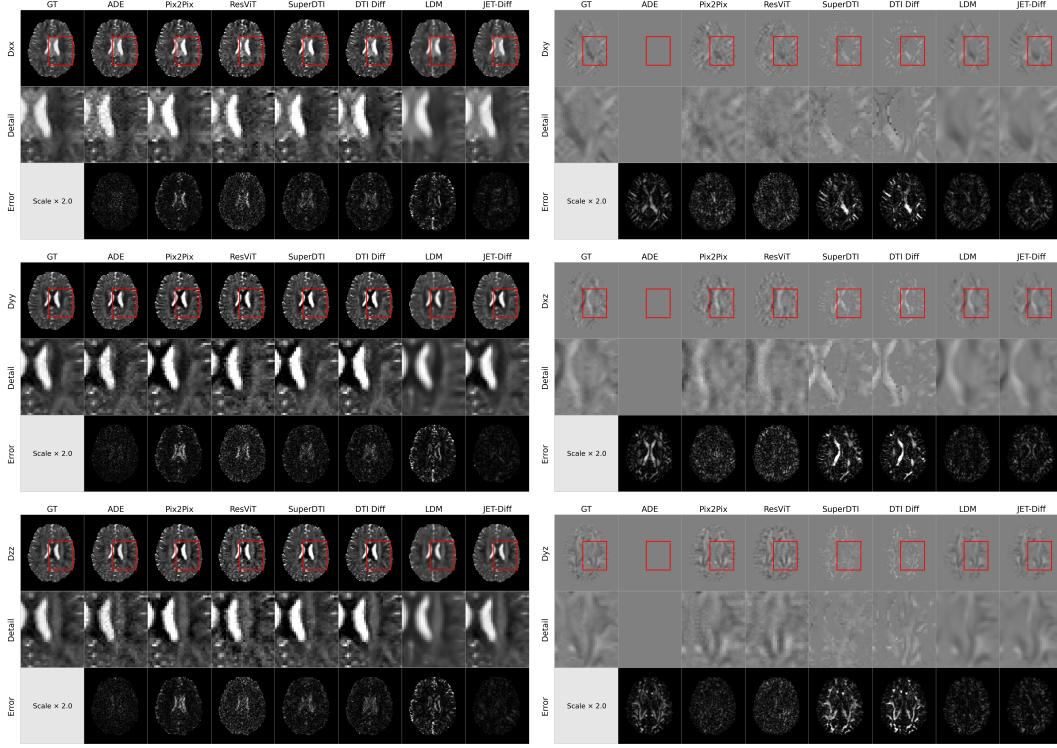 GT ADE Pix2Pix ResViT SuperDTI DTI Diff LDM JET-Diff
Dxx
Detail
Error
Scale × 2.0
GT ADE Pix2Pix ResViT SuperDTI DTI Diff LDM JET-Diff
Dxy
Detail
Error
Scale × 2.0
GT ADE Pix2Pix ResViT SuperDTI DTI Diff LDM JET-Diff
Dyy
Detail
Error
Scale × 2.0
GT ADE Pix2Pix ResViT SuperDTI DTI Diff LDM JET-Diff
Dxz
Detail
Error
Scale × 2.0
GT ADE Pix2Pix ResViT SuperDTI DTI Diff LDM JET-Diff
Dzz
Detail
Error
Scale × 2.0
GT ADE Pix2Pix ResViT SuperDTI DTI Diff LDM JET-Diff
Dyz
Detail
Error
Scale × 2.0